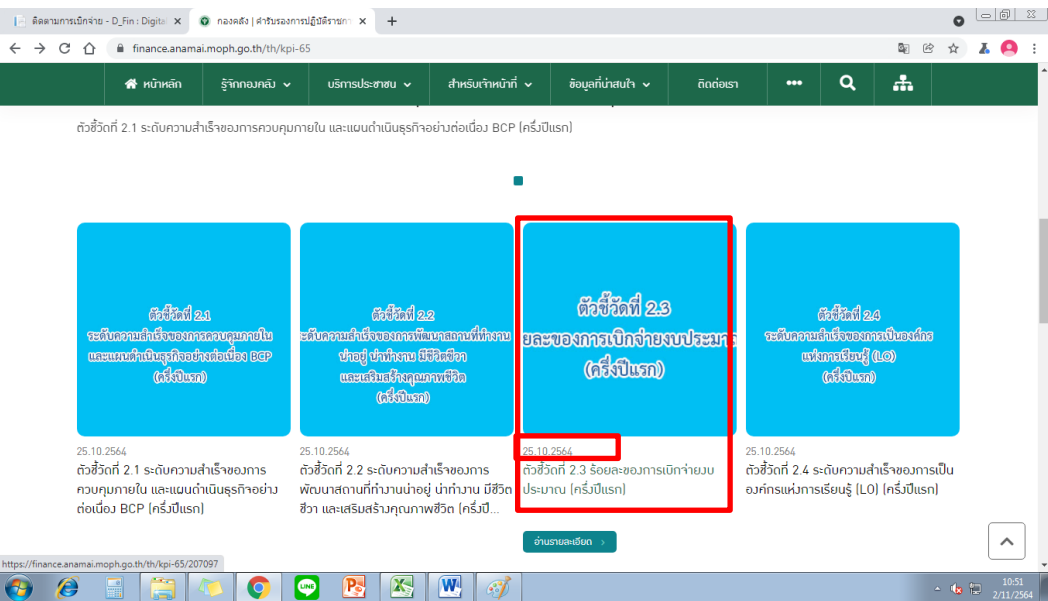 ติดตามการเบิกจ่าย - D_Fin : Digita
กองคลัง | คำรับรองการปฏิบัติราชกา
finance.anamai.moph.go.th/th/kpi-65
หน้าหลัก
รู้จักกองคลัง
บริการประชาชน
สำหรับเจ้าหน้าที่
ข้อมูลที่น่าสนใจ
ติดต่อเรา
ตัวชี้วัดที่ 2.1 ระดับความสำเร็จของการควบคุมภายใน และแผนดำเนินธุรกิจอย่างต่อเนื่อง BCP (ครึ่งปีแรก)
ตัวชี้วัดที่ 2.1
ระดับความสำเร็จของการควบคุมภายใน
และแผนดำเนินธุรกิจอย่างต่อเนื่อง BCP
(ครึ่งปีแรก)
25.10.2564
ตัวชี้วัดที่ 2.1 ระดับความสำเร็จของการ
ควบคุมภายใน และแผนดำเนินธุรกิจอย่าง
ต่อเนื่อง BCP (ครึ่งปีแรก)
ตัวชี้วัดที่ 2.2
ะดับความสำเร็จของการพัฒนาสถานที่ทำงาน
น่าอยู่ น่าทำงาน มีชีวิตชีวา
และเสริมสร้างคุณภาพชีวิต
(ครึ่งปีแรก)
25.10.2564
ตัวชี้วัดที่ 2.2 ระดับความสำเร็จของการ
พัฒนาสถานที่ทำงานน่าอยู่ น่าทำงาน มีชีวิต
ชีวา และเสริมสร้างคุณภาพชีวิต (ครึ่งปี...
ตัวชี้วัดที่ 2.3
ยละของการเบิกจ่ายงบประมาณ
(ครึ่งปีแรก)
25.10.2564
ตัวชี้วัดที่ 2.3 ร้อยละของการเบิกจ่ายงบ
ประมาณ (ครึ่งปีแรก)
อ่านรายละเอียด
ตัวชี้วัดที่ 2.4
ระดับความสำเร็จของการเป็นองค์กร
แห่งการเรียนรู้ (LO)
(ครึ่งปีแรก)
25.10.2564
ตัวชี้วัดที่ 2.4 ระดับความสำเร็จของการเป็น
องค์กรแห่งการเรียนรู้ (LO) (ครึ่งปีแรก)
https://finance.anamai.moph.go.th/th/kpi-65/207097
LINE
10:51
2/11/2564